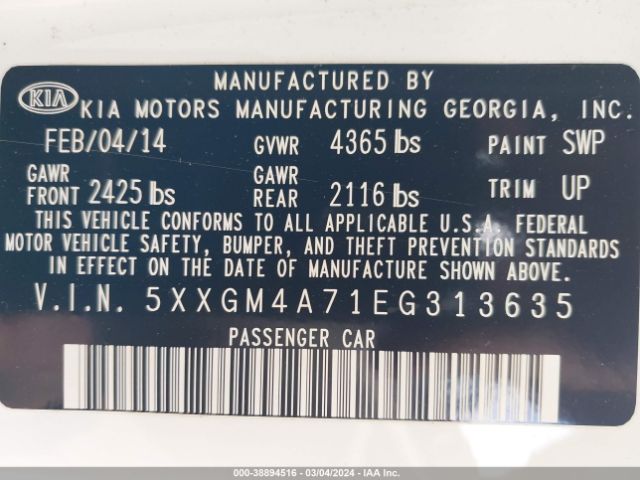 MANUFACTURED BY
KIA KIA MOTORS MANUFACTURING GEORGIA, INC.
FEB/04/14 GVWR 4365 lbs PAINT SWP
GAWR FRONT 2425 lbs GAWR REAR 2116 lbs TRIM UP
THIS VEHICLE CONFORMS TO ALL APPLICABLE U.S.A. FEDERAL
MOTOR VEHICLE SAFETY, BUMPER, AND THEFT PREVENTION STANDARDS
IN EFFECT ON THE DATE OF MANUFACTURE SHOWN ABOVE.
V.I.N. 5XXGM4A71EG313635
PASSENGER CAR
000-38894516 - 03/04/2024 - IAA Inc.